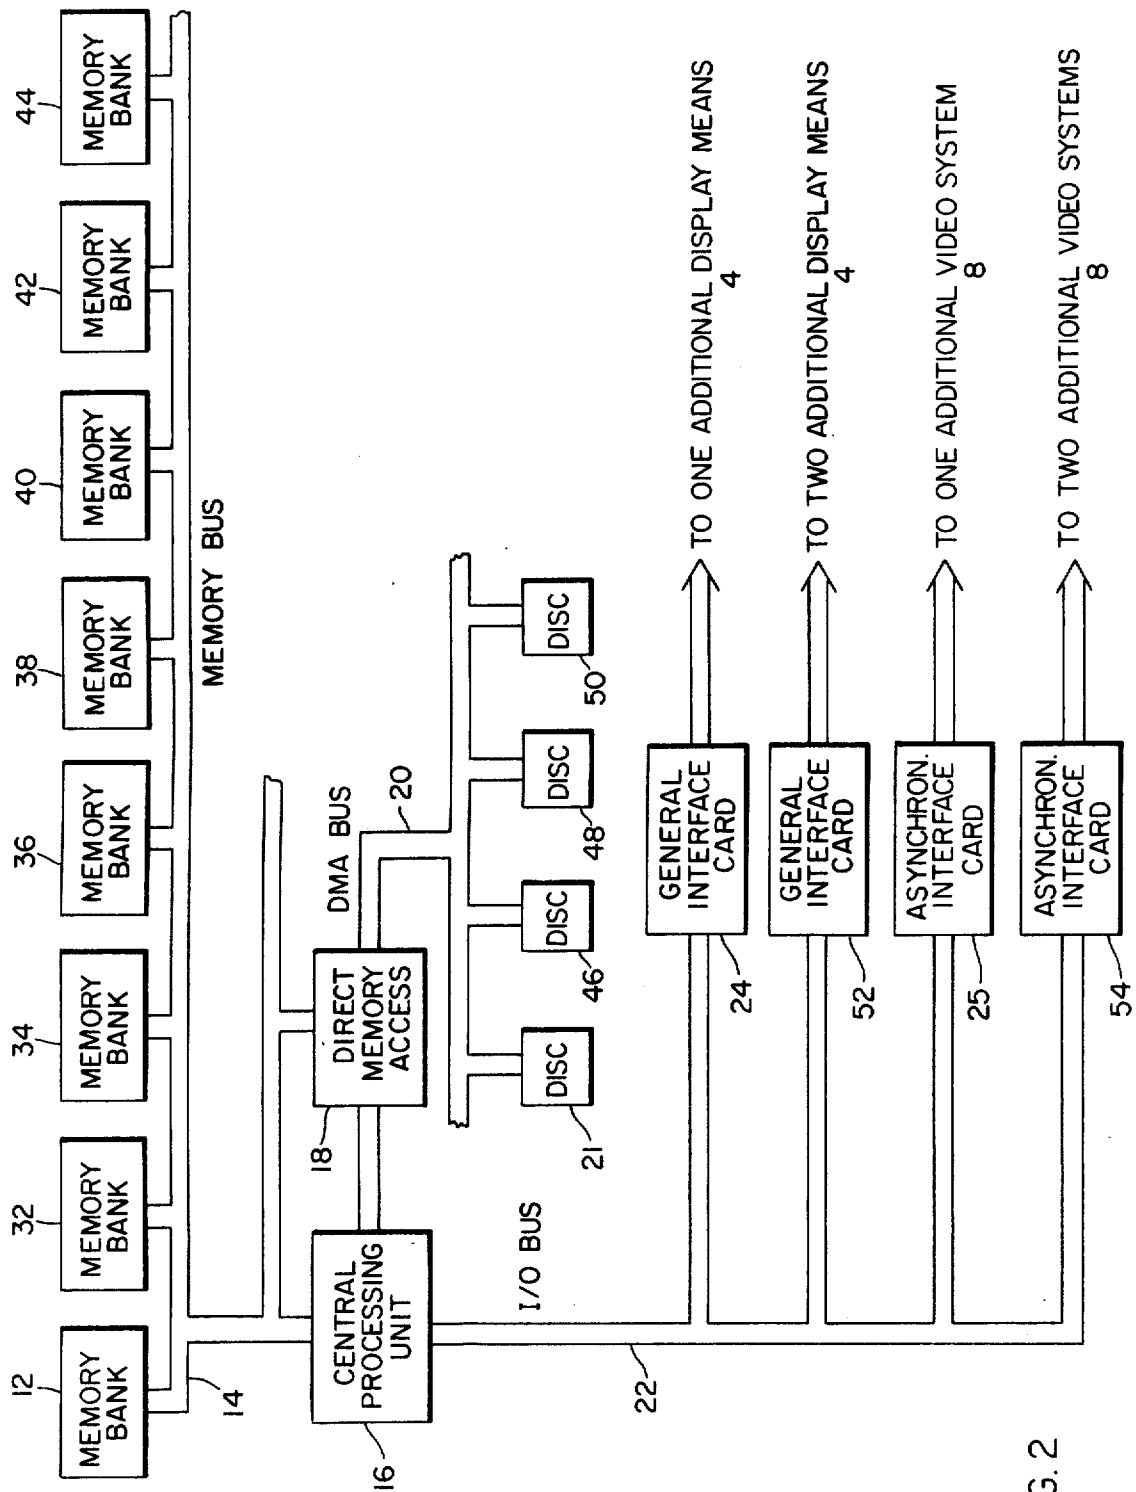 12
32
34
36
38
40
42
44
MEMORY
BANK
MEMORY
BANK
MEMORY
BANK
MEMORY
BANK
MEMORY
BANK
MEMORY
BANK
MEMORY
BANK
MEMORY
BANK
14
MEMORY BUS
16
CENTRAL
PROCESSING
UNIT
18
DIRECT
MEMORY
ACCESS
DMA BUS
20
I/O BUS
DISC
DISC
DISC
DISC
21
46
48
50
22
GENERAL
INTERFACE
CARD
24
TO ONE ADDITIONAL DISPLAY MEANS
4
GENERAL
INTERFACE
CARD
52
TO TWO ADDITIONAL DISPLAY MEANS
4
ASYNCHRON.
INTERFACE
CARD
25
TO ONE ADDITIONAL VIDEO SYSTEM
8
ASYNCHRON.
INTERFACE
CARD
54
TO TWO ADDITIONAL VIDEO SYSTEMS
8
G. 2